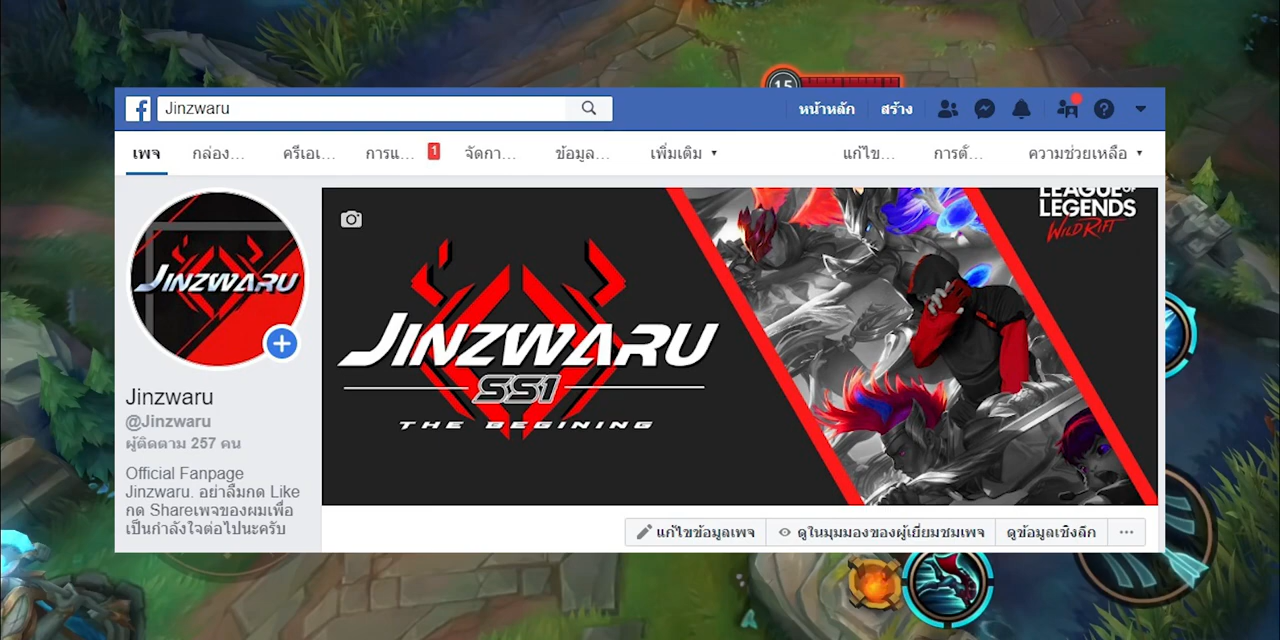 15
Jinzwaru
หน้าหลัก สร้าง
เพจ กล่อง... ครีเอเ... การแ... 1 จัดกา... ข้อมูล... เพิ่มเติม แก้ไข... การตั้... ความช่วยเหลือ
JINZWARU
LEAGUE OF
LEGENDS
WILD RIFT
JINZWARU
SS1
THE BEGINING
Jinzwaru
@Jinzwaru
ผู้ติดตาม 257 คน
Official Fanpage
Jinzwaru. อย่าลืมกด Like
กด Shareเพจของผมเพื่อ
เป็นกำลังใจต่อไปนะครับ
แก้ไขข้อมูลเพจ ดูในมุมมองของผู้เยี่ยมชมเพจ ดูข้อมูลเชิงลึก ...